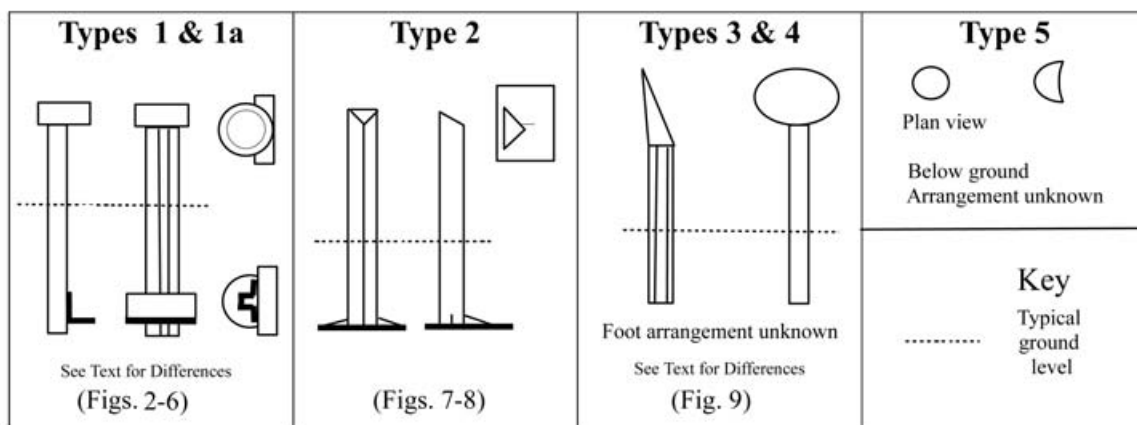 Types 1 & 1a
See Text for Differences
(Figs. 2-6)
Type 2
(Figs. 7-8)
Types 3 & 4
Foot arrangement unknown
See Text for Differences
(Fig. 9)
Type 5
Plan view
Below ground
Arrangement unknown
Key
Typical
ground
level